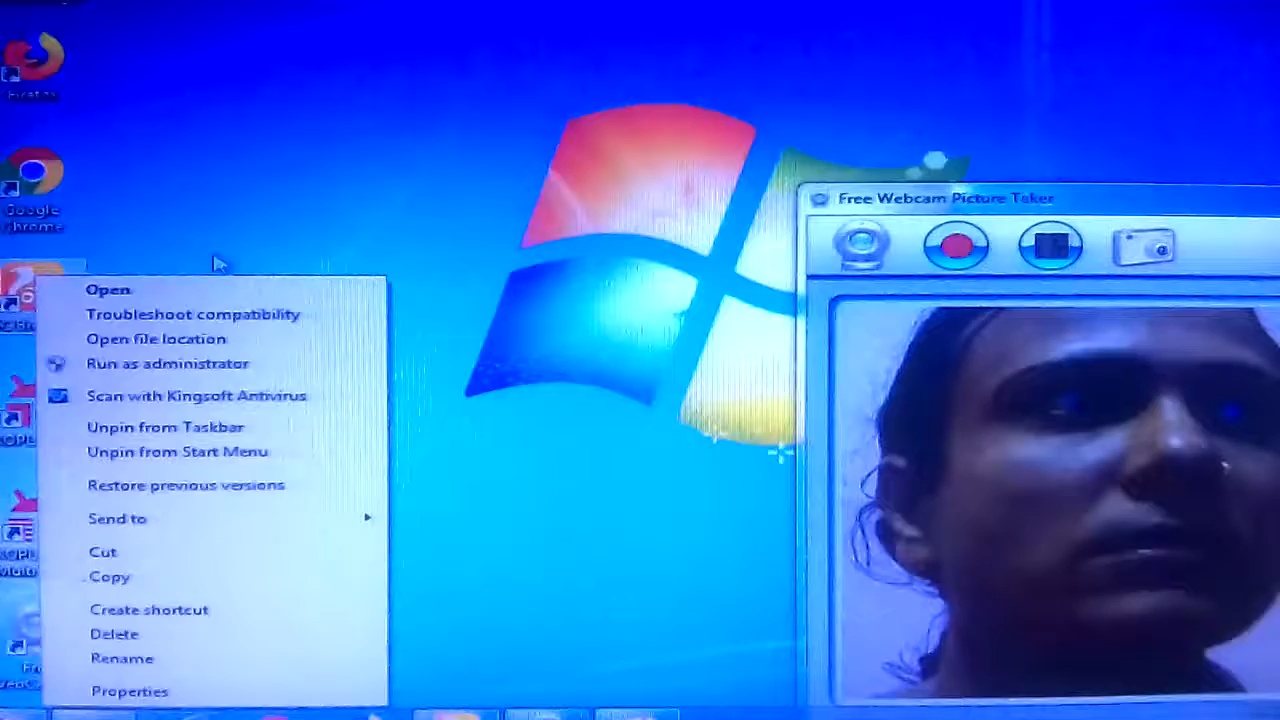 Firefox
Google
Chrome
Free Webcam Picture Taker
Open
Troubleshoot compatibility
Open file location
Run as administrator
Scan with Kingsoft Antivirus
Unpin from Taskbar
Unpin from Start Menu
Restore previous versions
Send to
Cut
Copy
Create shortcut
Delete
Rename
Properties